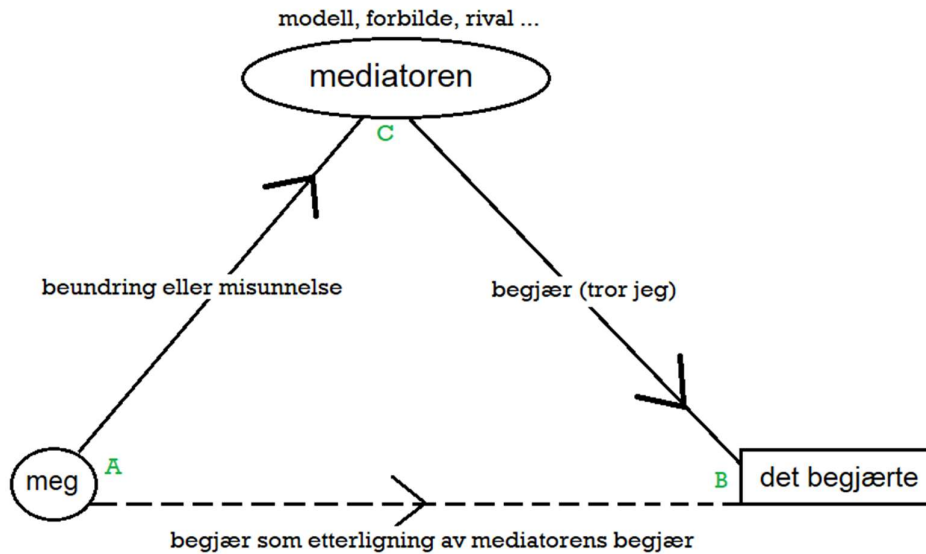 modell, forbilde, rival ...
mediatoren
C
beundring eller misunnelse
begjær (tror jeg)
meg
A
B
det begjærte
begjær som etterligning av mediatorens begjær